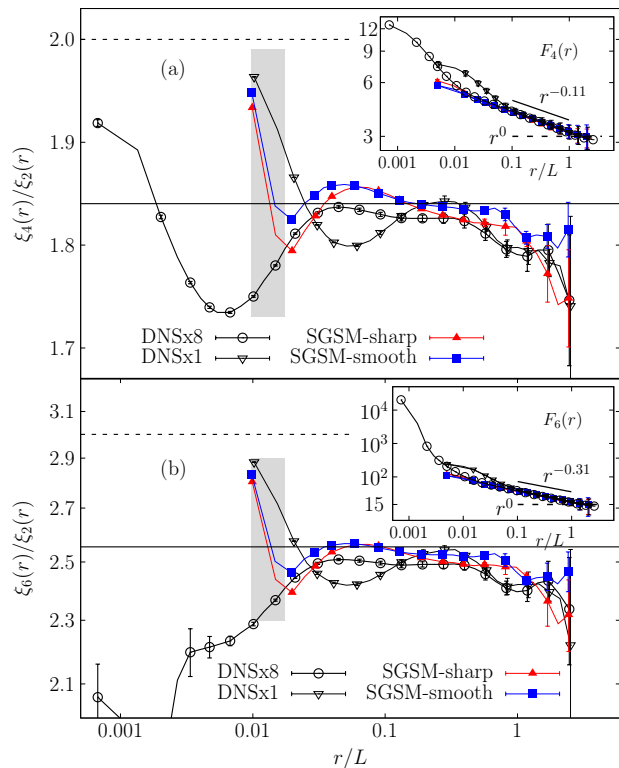 2.0
1.9
1.8
1.7
ξ4(r)/ξ2(r)
(a)
DNSx8
DNSx1
SGSM-sharp
SGSM-smooth
12
9
6
3
F4(r)
r^−0.11
r^0
0.001 0.01 0.1 1
r/L
3.1
2.9
2.5
2.3
2.1
ξ6(r)/ξ2(r)
(b)
DNSx8
DNSx1
SGSM-sharp
SGSM-smooth
10^4
10^3
10^2
15
F6(r)
r^−0.31
r^0
0.001 0.01 0.1 1
r/L
0.001 0.01 0.1 1
r/L